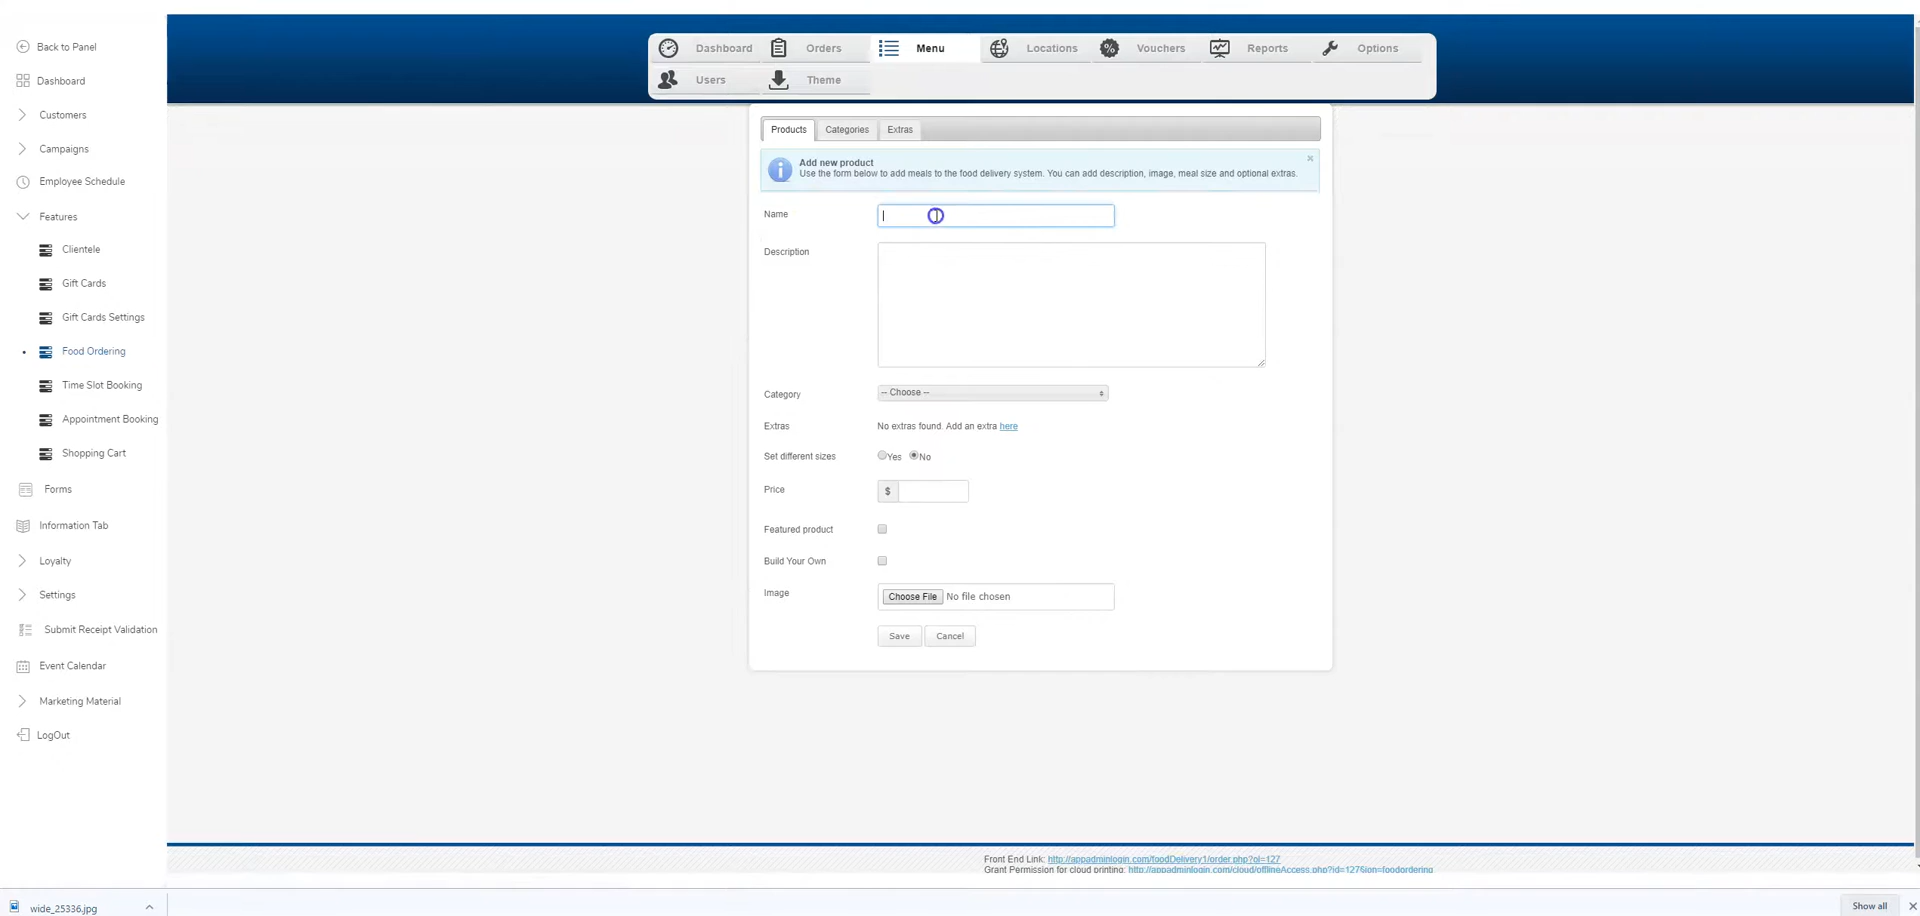 Back to Panel
Dashboard
Customers
Campaigns
Employee Schedule
Features
Clientele
Gift Cards
Gift Cards Settings
Food Ordering
Time Slot Booking
Appointment Booking
Shopping Cart
Forms
Information Tab
Loyalty
Settings
Submit Receipt Validation
Event Calendar
Marketing Material
LogOut
Dashboard Orders Menu Locations Vouchers Reports Options
Users Theme
Products Categories Extras
Add new product
Use the form below to add meals to the food delivery system. You can add description, image, meal size and optional extras.
Name
Description
Category -- Choose --
Extras No extras found. Add an extra here
Set different sizes Yes No
Price $
Featured product
Build Your Own
Image Choose File No file chosen
Save Cancel
Front End Link: http://appadminlogin.com/foodDelivery1/order.php?ol=127
Grant Permission for cloud printing: http://appadminlogin.com/cloud/offlineAccess.php?id=127&ign=foodordering
wide_25336.jpg Show all